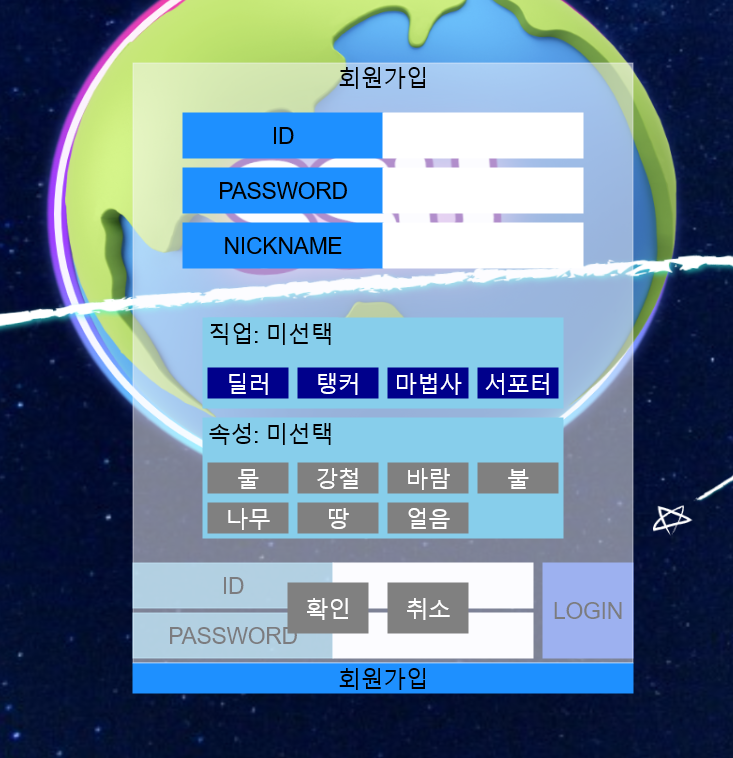 회원가입
ID
PASSWORD
NICKNAME
직업: 미선택
딜러 탱커 마법사 서포터
속성: 미선택
물 강철 바람 불
나무 땅 얼음
ID
확인 취소
LOGIN
PASSWORD
회원가입